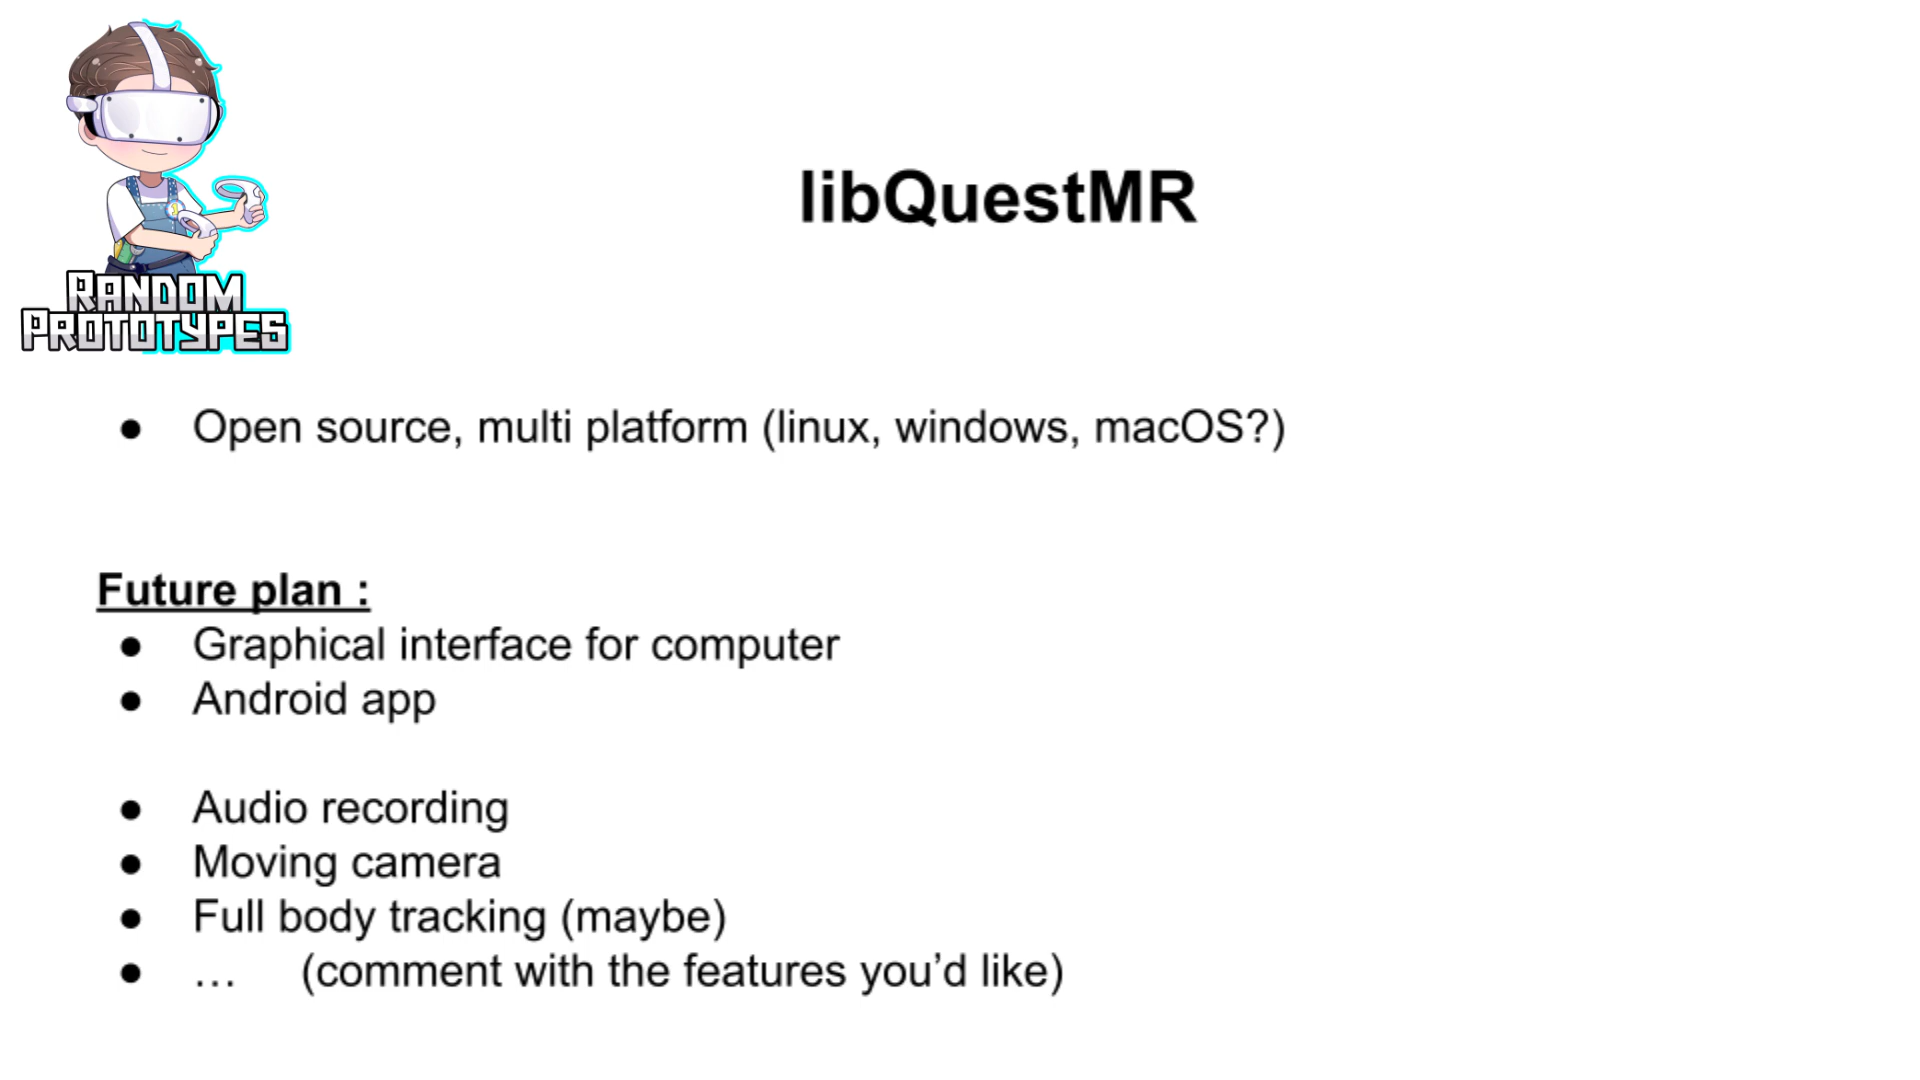 RANDOM
PROTOTYPES
libQuestMR
● Open source, multi platform (linux, windows, macOS?)
Future plan :
● Graphical interface for computer
● Android app
● Audio recording
● Moving camera
● Full body tracking (maybe)
● … (comment with the features you’d like)